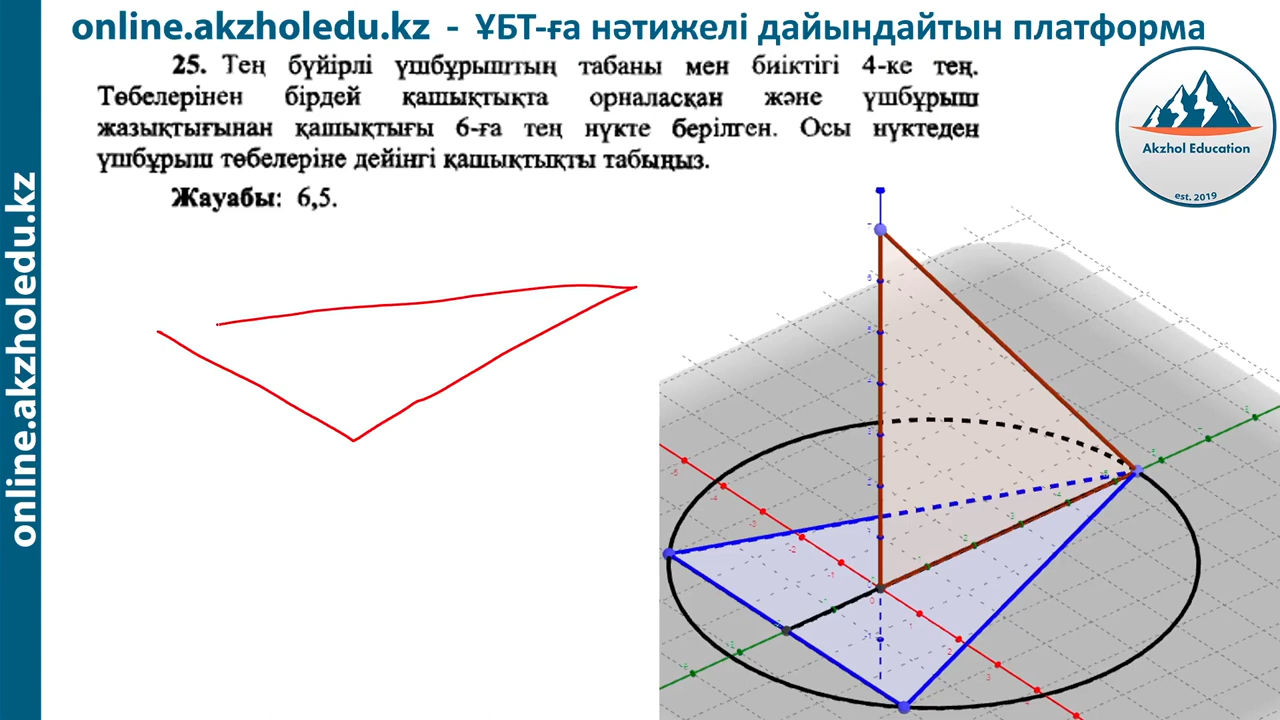 online.akzholedu.kz - ҰБТ-ға нәтижелі дайындайтын платформа
25. Тең бүйірлі үшбұрыштың табаны мен биіктігі 4-ке тең.
Төбелерінен бірдей қашықтықта орналасқан және үшбұрыш
жазықтығынан қашықтығы 6-ға тең нүкте берілген. Осы нүктеден
үшбұрыш төбелеріне дейінгі қашықтықты табыңыз.
Жауабы: 6,5.
Akzhol Education
est. 2019
online.akzholedu.kz